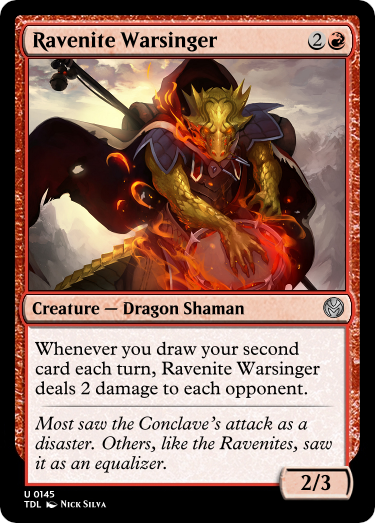 Ravenite Warsinger 2
Creature — Dragon Shaman
Whenever you draw your second
card each turn, Ravenite Warsinger
deals 2 damage to each opponent.
Most saw the Conclave's attack as a
disaster. Others, like the Ravenites, saw
it as an equalizer.
2/3
U 0145
TDL Nick Silva